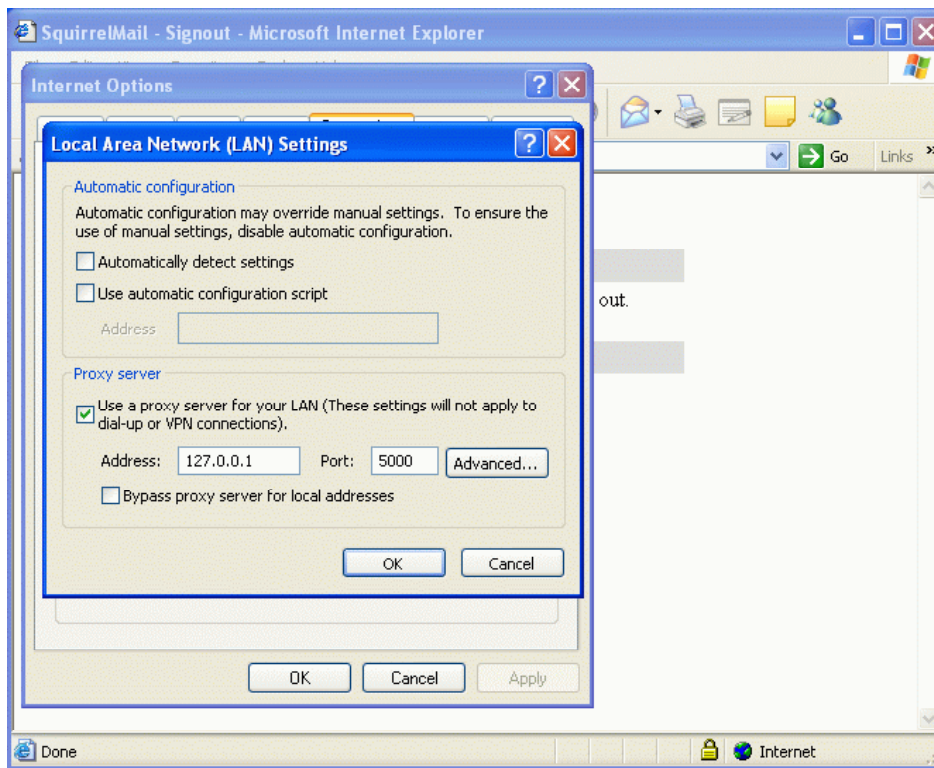 SquirrelMail - Signout - Microsoft Internet Explorer
Internet Options
Local Area Network (LAN) Settings
Go
Links
Automatic configuration
Automatic configuration may override manual settings. To ensure the
use of manual settings, disable automatic configuration.
Automatically detect settings
Use automatic configuration script
Address
out.
Proxy server
Use a proxy server for your LAN (These settings will not apply to
dial-up or VPN connections).
Address: 127.0.0.1 Port: 5000 Advanced...
Bypass proxy server for local addresses
OK Cancel
OK Cancel Apply
Done
Internet